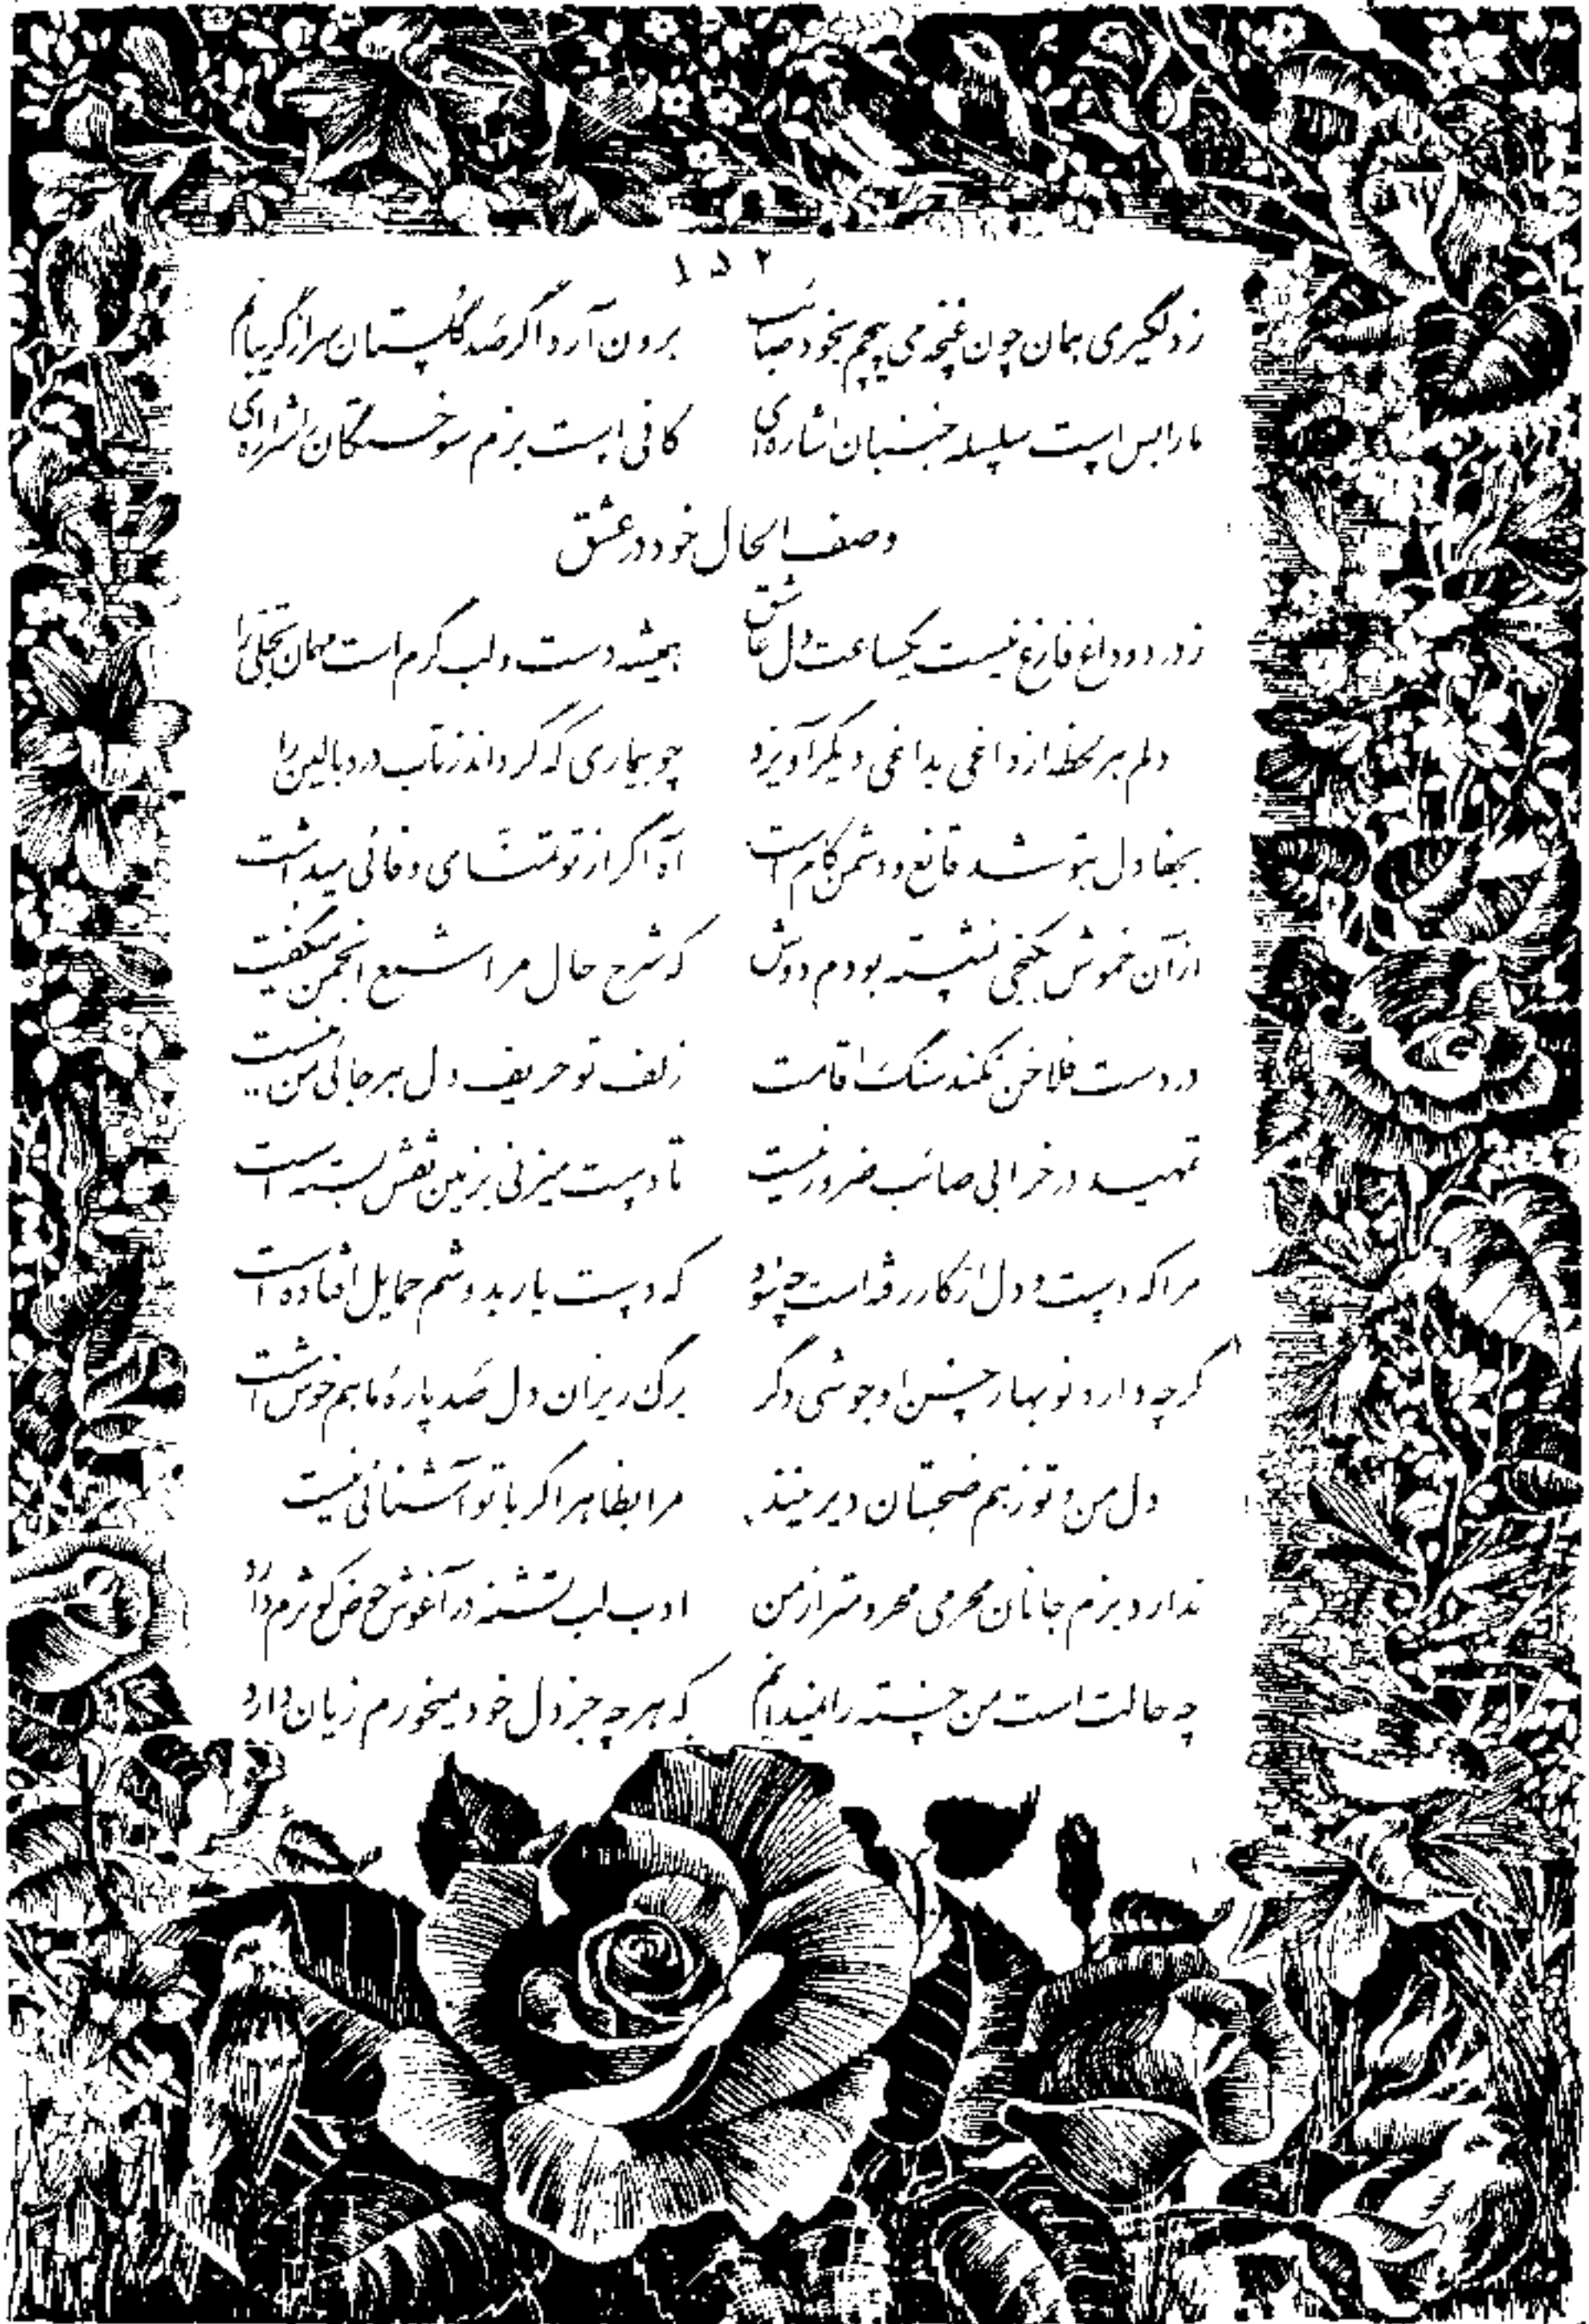 ۱۵۲
ز دلگیری همان چون غنچه می پیچم بخود صائب برون آرد اگر صد گلستان سر از گریبانم
ما را بس است سلسله جنبان اشاره‌ای کافی است بزم سوختگان را شراره‌ای
وصف الحال خود در عشق
ز درد و داغ فارغ نیست یکساعت دل عاشق همیشه دست و لب گرم است مهمان تجلی را
دلم هر لحظه از داغی بداغی دیگر آویزد چو بیماری که گرداند ز تاب درد بالین را
بجفا دل بتو شد قانع و دشمن کام است آه اگر از تو تمنای وفائی میداشت
از آن خموش بکنجی نشسته بودم دوش که شرح حال مرا شمع انجمن میگفت
در دست فلاخن نکند سنگ اقامت زلف تو حریف دل هر جائی من نیست
تمهید در خرابی صائب ضرور نیست تا دست میزنی بزمین نقش بسته است
مرا که دست و دل از کار رفته است چه سود که دست یار بدوشم حمایل افتاده است
گرچه دارد نوبهار حسن او جوشی دگر برگ ریزان دل صد پارهٔ ما هم خوش است
دل من و تو ز هم صحبتان دیرینند مرا بظاهر اگر با تو آشنائی نیست
ندارد بزم جانان محرمی محروم‌تر از من ادب لب تشنه در آغوش حوض کوثرم دارد
چه حالت است من خسته را نمیدانم که هر چه جز دل خود میخورم زیان دارد